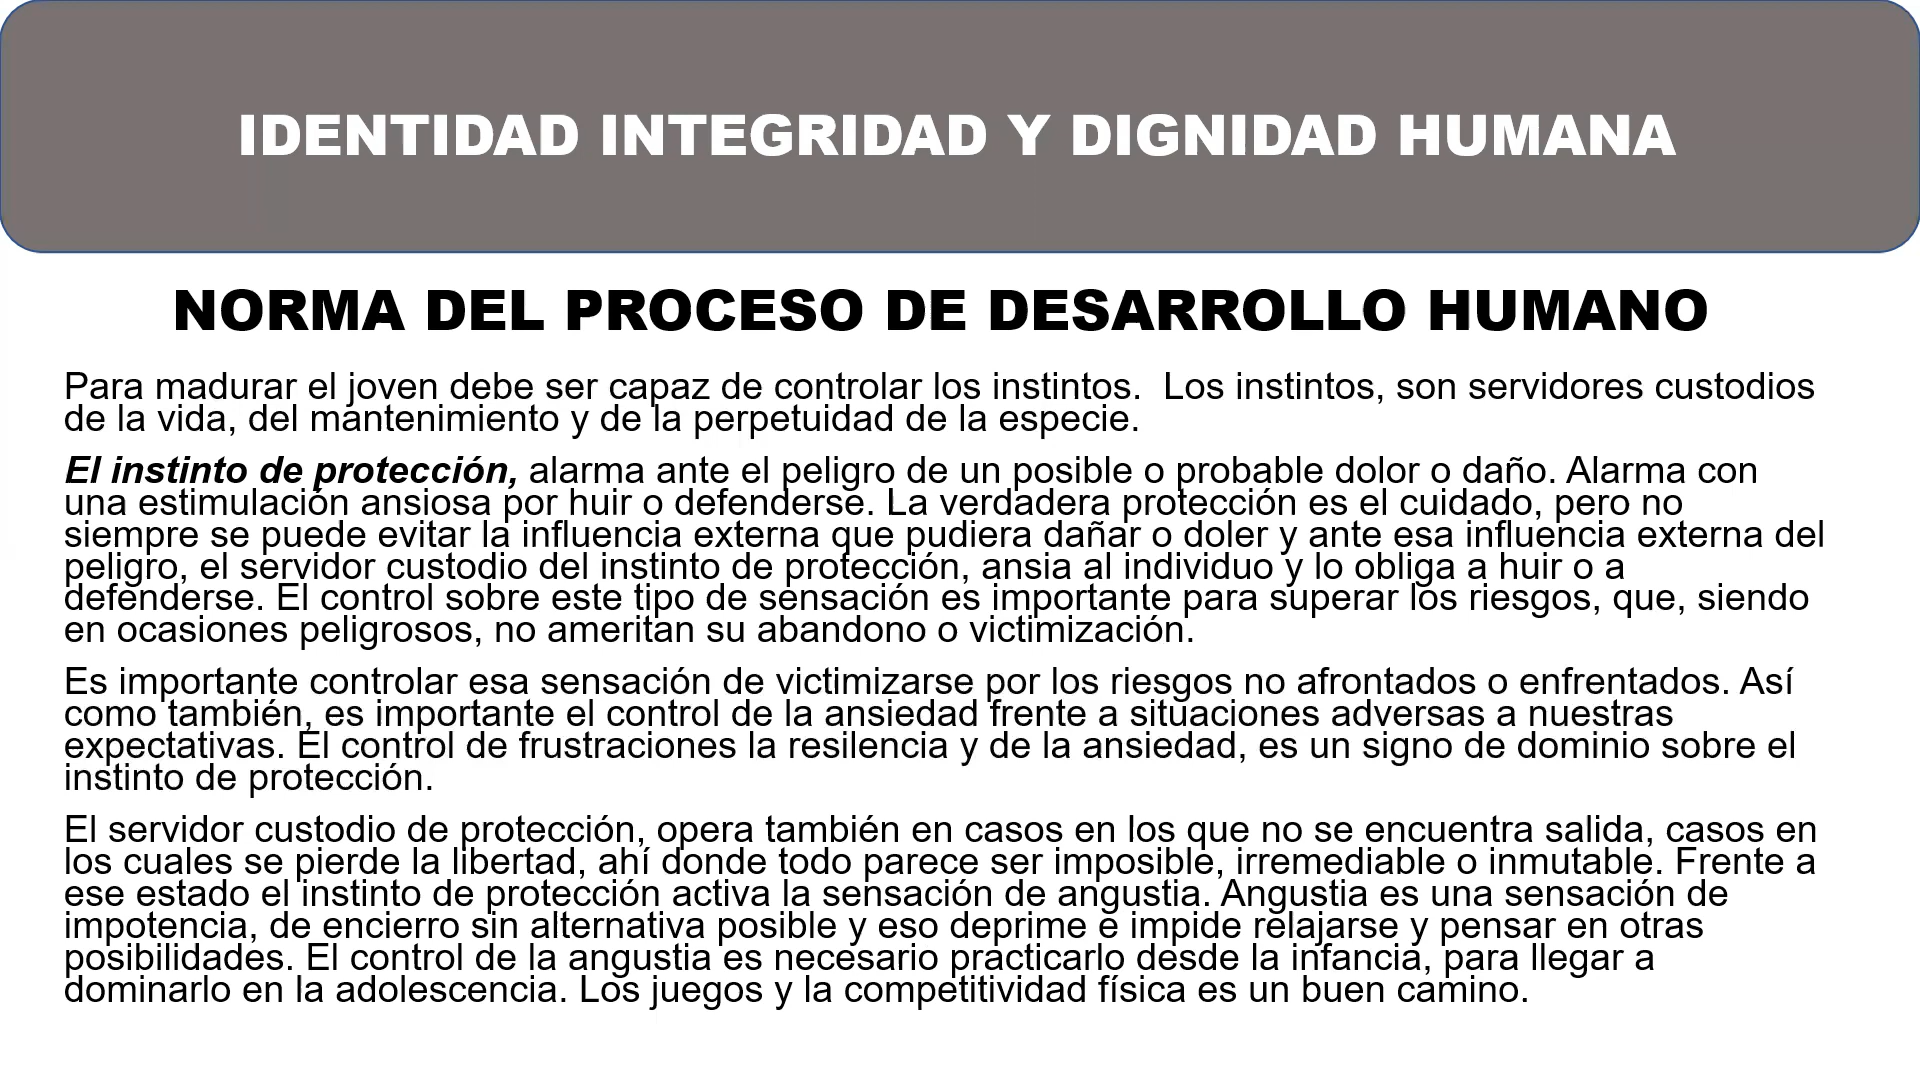 IDENTIDAD INTEGRIDAD Y DIGNIDAD HUMANA
NORMA DEL PROCESO DE DESARROLLO HUMANO
Para madurar el joven debe ser capaz de controlar los instintos.  Los instintos, son servidores custodios
de la vida, del mantenimiento y de la perpetuidad de la especie.
El instinto de protección, alarma ante el peligro de un posible o probable dolor o daño. Alarma con
una estimulación ansiosa por huir o defenderse. La verdadera protección es el cuidado, pero no
siempre se puede evitar la influencia externa que pudiera dañar o doler y ante esa influencia externa del
peligro, el servidor custodio del instinto de protección, ansia al individuo y lo obliga a huir o a
defenderse. El control sobre este tipo de sensación es importante para superar los riesgos, que, siendo
en ocasiones peligrosos, no ameritan su abandono o victimización.
Es importante controlar esa sensación de victimizarse por los riesgos no afrontados o enfrentados. Así
como también, es importante el control de la ansiedad frente a situaciones adversas a nuestras
expectativas. El control de frustraciones la resilencia y de la ansiedad, es un signo de dominio sobre el
instinto de protección.
El servidor custodio de protección, opera también en casos en los que no se encuentra salida, casos en
los cuales se pierde la libertad, ahí donde todo parece ser imposible, irremediable o inmutable. Frente a
ese estado el instinto de protección activa la sensación de angustia. Angustia es una sensación de
impotencia, de encierro sin alternativa posible y eso deprime e impide relajarse y pensar en otras
posibilidades. El control de la angustia es necesario practicarlo desde la infancia, para llegar a
dominarlo en la adolescencia. Los juegos y la competitividad física es un buen camino.